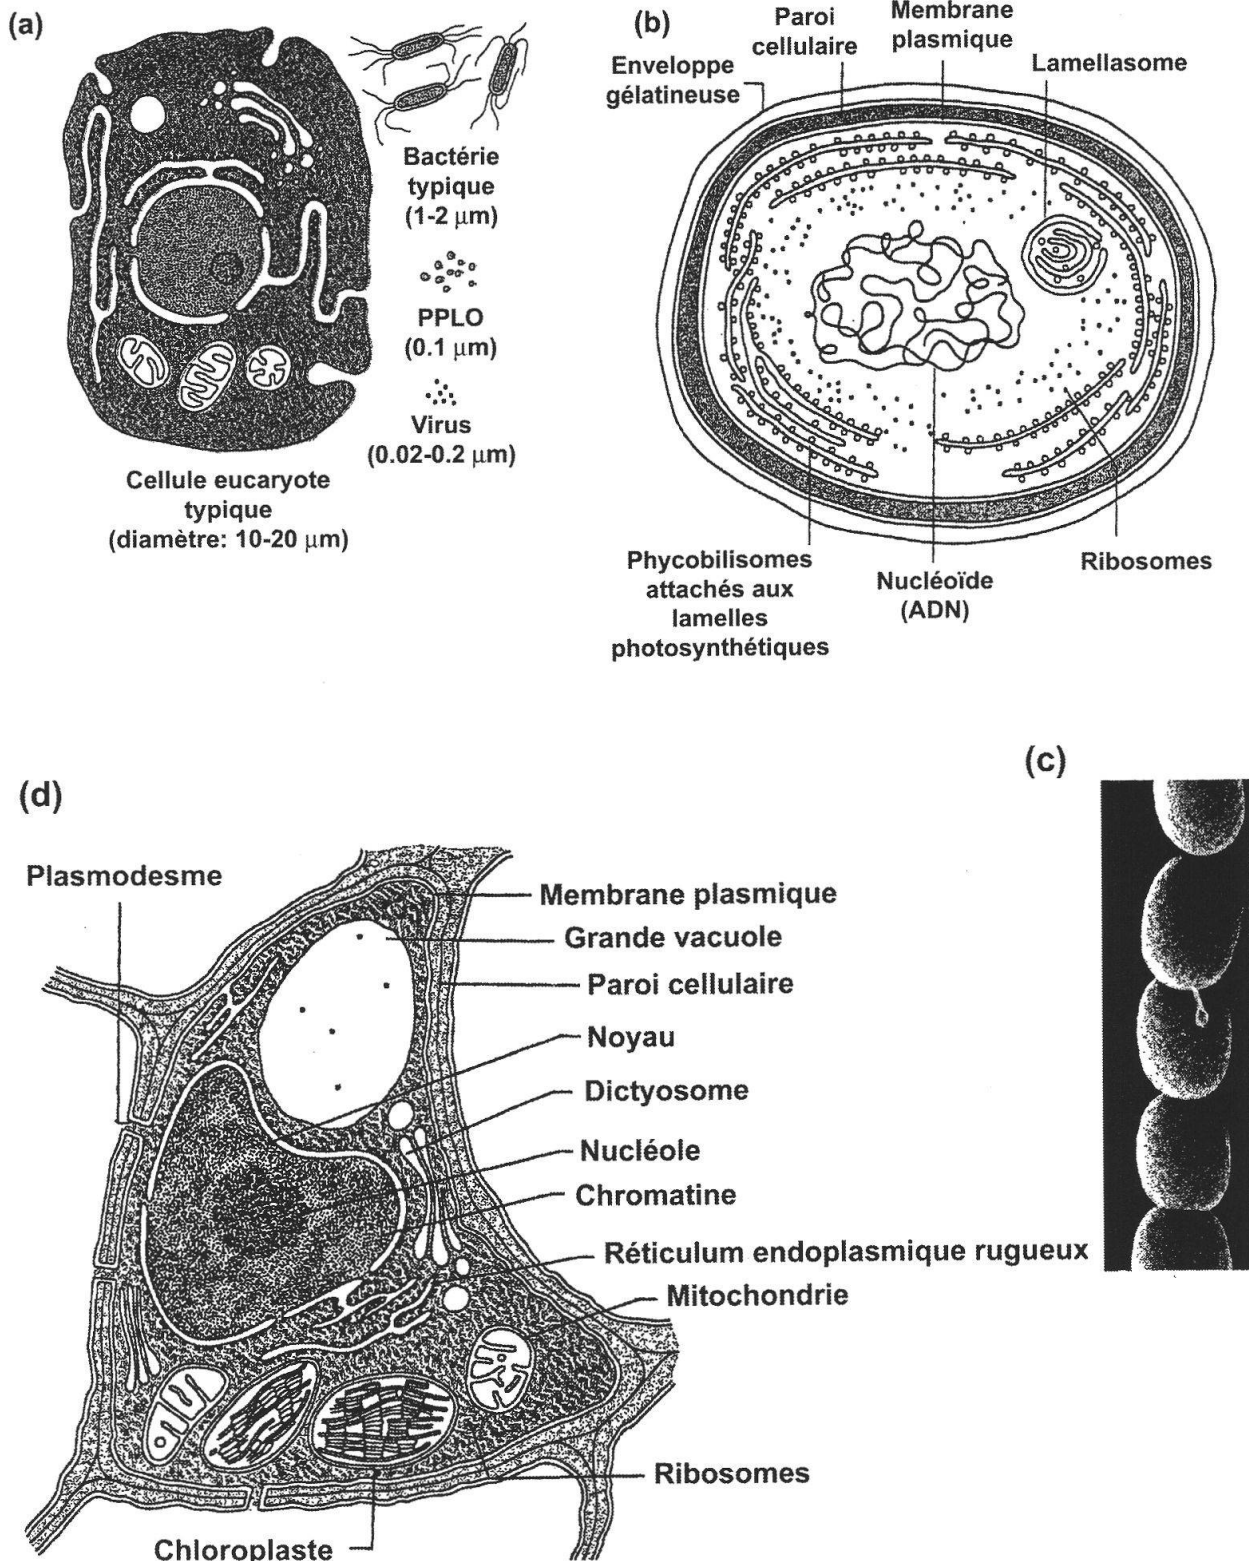 (a)
Bactérie
typique
(1-2 μm)
PPLO
(0.1 μm)
Virus
(0.02-0.2 μm)
Cellule eucaryote
typique
(diamètre: 10-20 μm)
(b)
Paroi
cellulaire
Membrane
plasmique
Enveloppe
gélatineuse
Lamellasome
Phycobilisomes
attachés aux
lamelles
photosynthétiques
Nucléoïde
(ADN)
Ribosomes
(c)
(d)
Plasmodesme
Membrane plasmique
Grande vacuole
Paroi cellulaire
Noyau
Dictyosome
Nucléole
Chromatine
Réticulum endoplasmique rugueux
Mitochondrie
Ribosomes
Chloroplaste